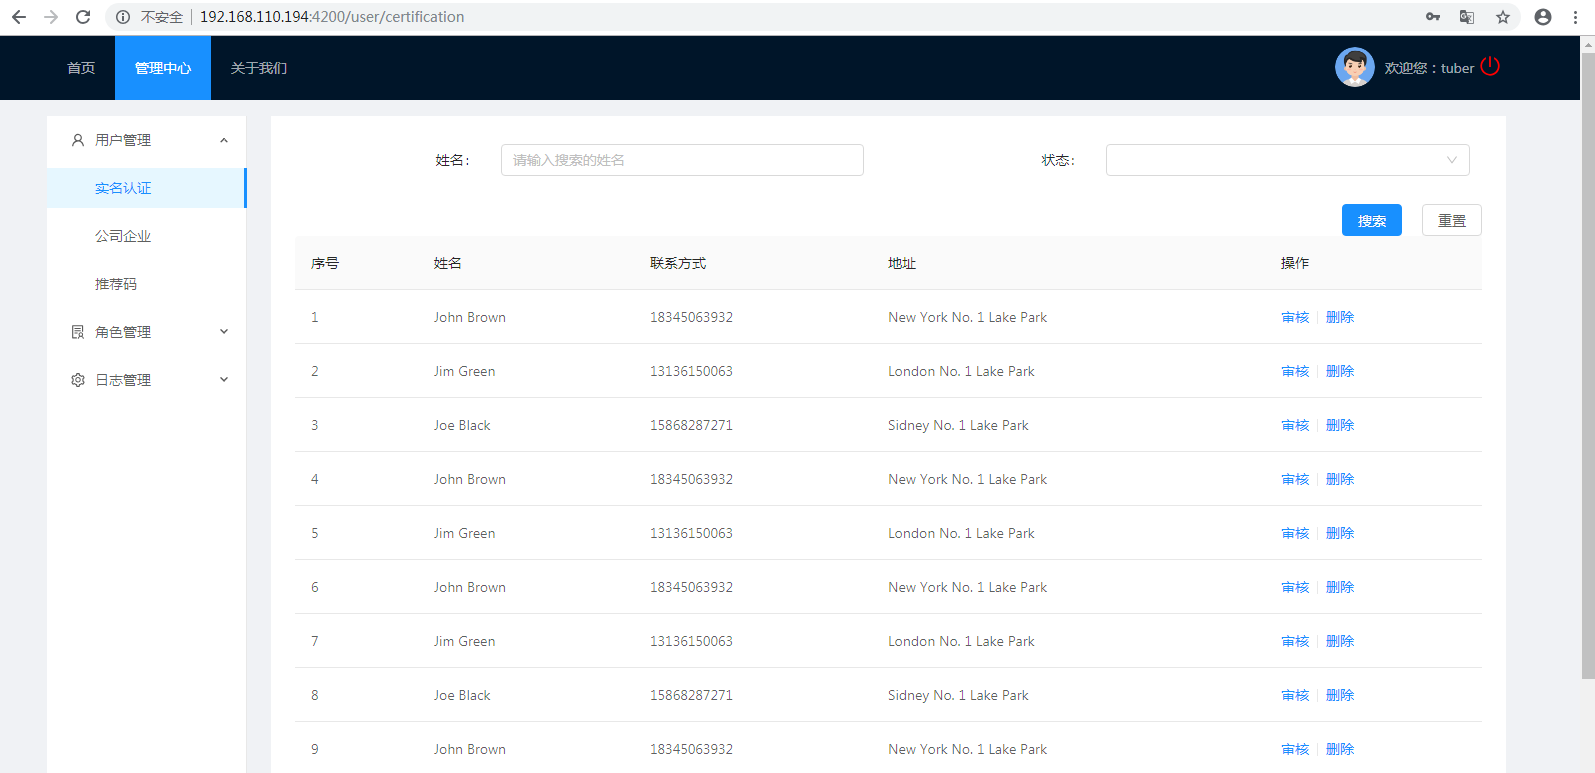 不安全 192.168.110.194:4200/user/certification
首页 管理中心 关于我们 欢迎您：tuber
用户管理
实名认证
公司企业
推荐码
角色管理
日志管理
姓名： 请输入搜索的姓名 状态：
搜索 重置
序号 姓名 联系方式 地址 操作
1 John Brown 18345063932 New York No. 1 Lake Park 审核 删除
2 Jim Green 13136150063 London No. 1 Lake Park 审核 删除
3 Joe Black 15868287271 Sidney No. 1 Lake Park 审核 删除
4 John Brown 18345063932 New York No. 1 Lake Park 审核 删除
5 Jim Green 13136150063 London No. 1 Lake Park 审核 删除
6 John Brown 18345063932 New York No. 1 Lake Park 审核 删除
7 Jim Green 13136150063 London No. 1 Lake Park 审核 删除
8 Joe Black 15868287271 Sidney No. 1 Lake Park 审核 删除
9 John Brown 18345063932 New York No. 1 Lake Park 审核 删除